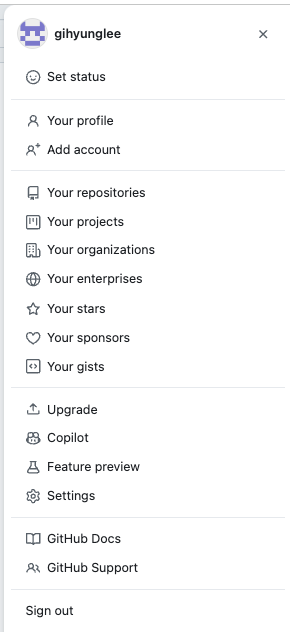 gihyunglee
Set status
Your profile
Add account
Your repositories
Your projects
Your organizations
Your enterprises
Your stars
Your sponsors
Your gists
Upgrade
Copilot
Feature preview
Settings
GitHub Docs
GitHub Support
Sign out